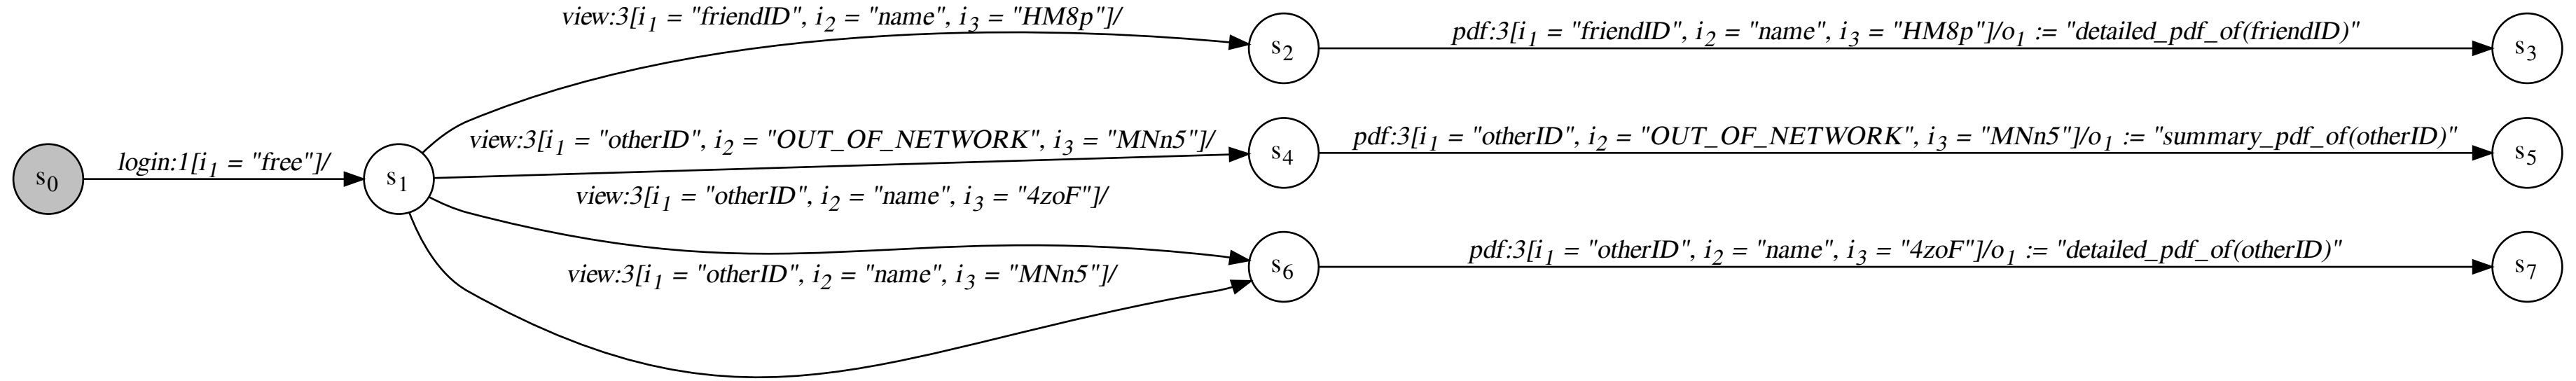 view:3[i1 = "friendID", i2 = "name", i3 = "HM8p"]/
pdf:3[i1 = "friendID", i2 = "name", i3 = "HM8p"]/o1 := "detailed_pdf_of(friendID)"
s2
s3
view:3[i1 = "otherID", i2 = "OUT_OF_NETWORK", i3 = "MNn5"]/
pdf:3[i1 = "otherID", i2 = "OUT_OF_NETWORK", i3 = "MNn5"]/o1 := "summary_pdf_of(otherID)"
s4
s5
s0
login:1[i1 = "free"]/
s1
view:3[i1 = "otherID", i2 = "name", i3 = "4zoF"]/
pdf:3[i1 = "otherID", i2 = "name", i3 = "4zoF"]/o1 := "detailed_pdf_of(otherID)"
s6
s7
view:3[i1 = "otherID", i2 = "name", i3 = "MNn5"]/